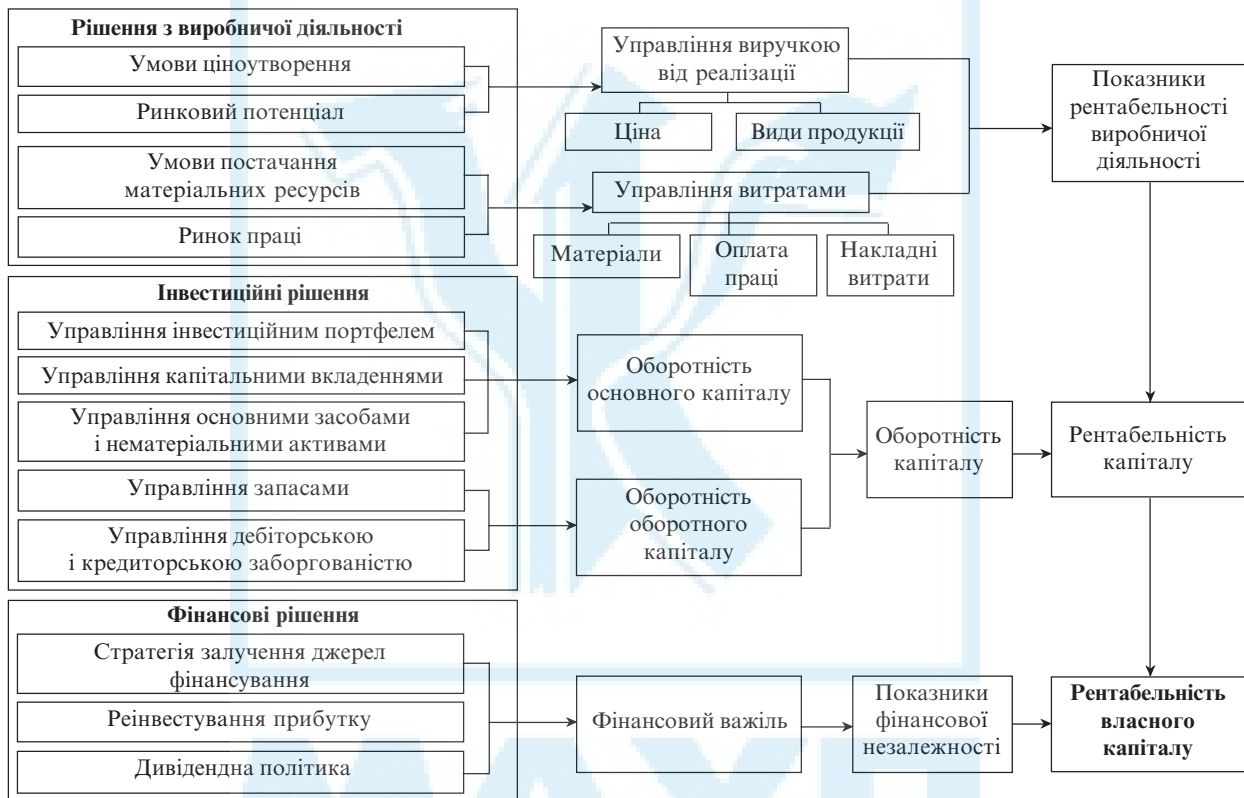 Рішення з виробничої діяльності
Умови ціноутворення
Ринковий потенціал
Умови постачання
матеріальних ресурсів
Ринок праці
Управління виручкою
від реалізації
Ціна
Види продукції
Управління витратами
Матеріали
Оплата
праці
Накладні
витрати
Показники
рентабельності
виробничої
діяльності
Інвестиційні рішення
Управління інвестиційним портфелем
Управління капітальними вкладеннями
Управління основними засобами
і нематеріальними активами
Управління запасами
Управління дебіторською
і кредиторською заборгованістю
Оборотність
основного капіталу
Оборотність
оборотного
капіталу
Оборотність
капіталу
Рентабельність
капіталу
Фінансові рішення
Стратегія залучення джерел
фінансування
Реінвестування прибутку
Дивідендна політика
Фінансовий важіль
Показники
фінансової
незалежності
Рентабельність
власного
капіталу